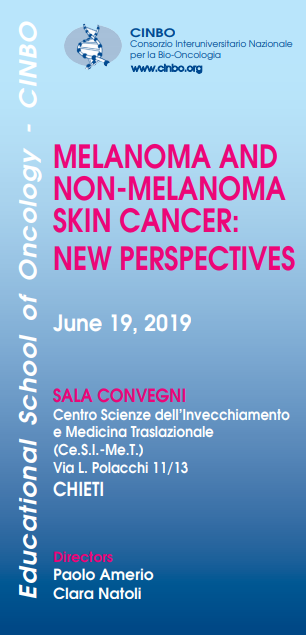 CINBO
Consorzio Interuniversitario Nazionale
per la Bio-Oncologia
www.cinbo.org
MELANOMA AND
NON-MELANOMA
SKIN CANCER:
NEW PERSPECTIVES
June 19, 2019
SALA CONVEGNI
Centro Scienze dell'Invecchiamento
e Medicina Traslazionale
(Ce.S.I.-Me.T.)
Via L. Polacchi 11/13
CHIETI
Directors
Paolo Amerio
Clara Natoli
Educational School of Oncology - CINBO